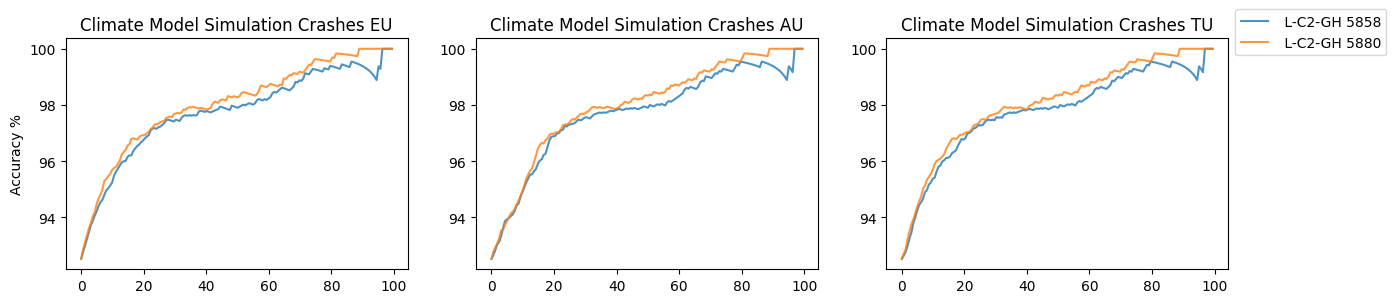 Climate Model Simulation Crashes EU
Climate Model Simulation Crashes AU
Climate Model Simulation Crashes TU
L-C2-GH 5858
L-C2-GH 5880
Accuracy %
100
98
96
94
0 20 40 60 80 100
100
98
96
94
0 20 40 60 80 100
100
98
96
94
0 20 40 60 80 100